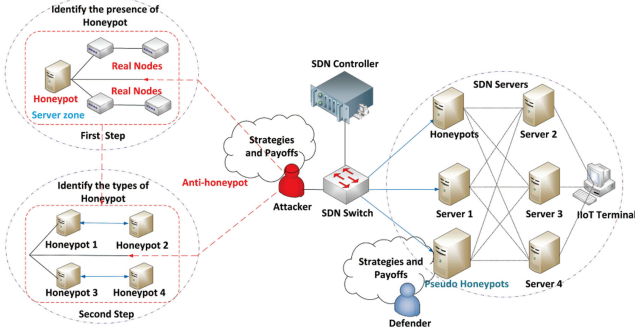 Identify the presence of
Honeypot
Real Nodes
Real Nodes
Honeypot
Server zone
First Step
Identify the types of
Honeypot
Honeypot 1
Honeypot 2
Honeypot 3
Honeypot 4
Second Step
Anti-honeypot
Strategies
and Payoffs
Attacker
SDN Controller
SDN Switch
SDN Servers
Honeypots
Server 2
Server 1
Server 3
IIoT Terminal
Pseudo Honeypots
Server 4
Strategies and
Payoffs
Defender